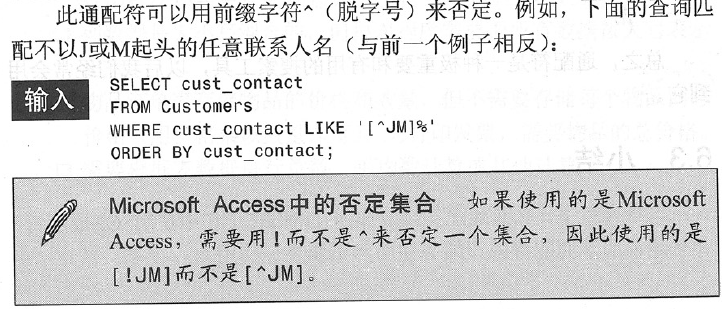 此通配符可以用前缀字符^（脱字号）来否定。例如，下面的查询匹
配不以J或M起头的任意联系人名（与前一个例子相反）：
输入
SELECT cust_contact
FROM Customers
WHERE cust_contact LIKE '[^JM]%'
ORDER BY cust_contact;
Microsoft Access中的否定集合 如果使用的是Microsoft
Access，需要用!而不是^来否定一个集合，因此使用的是
[!JM]而不是[^JM]。